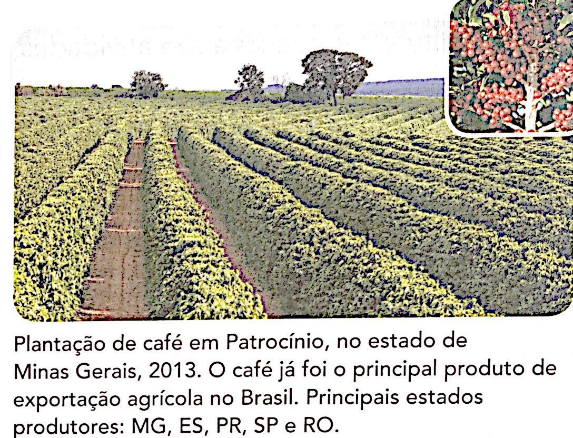 Plantação de café em Patrocínio, no estado de
Minas Gerais, 2013. O café já foi o principal produto de
exportação agrícola no Brasil. Principais estados
produtores: MG, ES, PR, SP e RO.